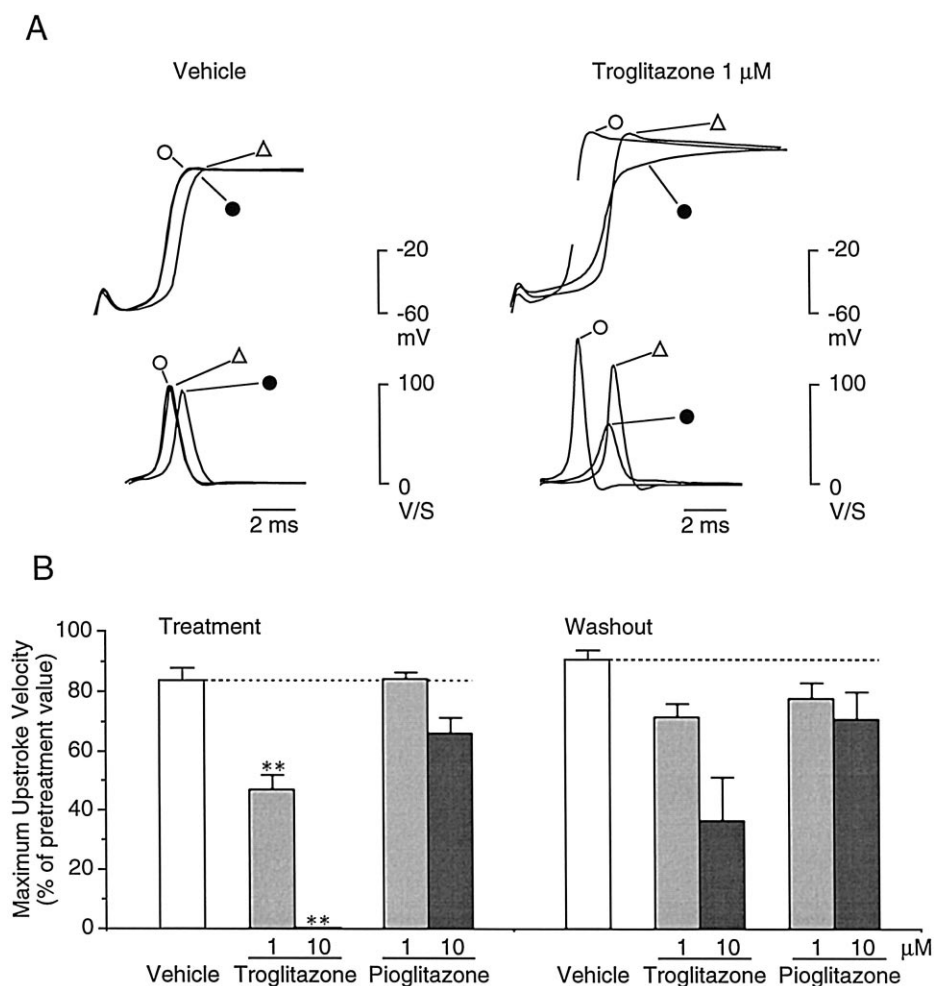 A
Vehicle
Troglitazone 1 μM
-20
-60
mV
-20
-60
mV
100
0
V/S
100
0
V/S
2 ms
2 ms
B
Maximum Upstroke Velocity
(% of pretreatment value)
100
80
60
40
20
0
Treatment
Washout
**
**
1 10 1 10 1 10 1 10 μM
Vehicle Troglitazone Pioglitazone Vehicle Troglitazone Pioglitazone